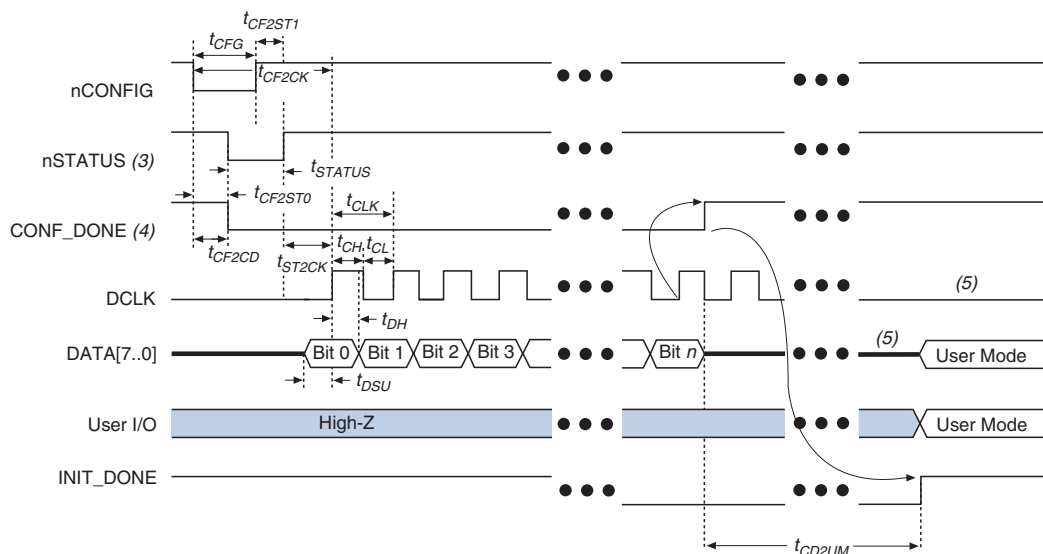 tCF2ST1
tCFG
tCF2CK
nCONFIG
nSTATUS (3)
tSTATUS
tCF2ST0
tCLK
CONF_DONE (4)
tCF2CD
tST2CK
tCH
tCL
DCLK
(5)
tDH
DATA[7..0]
Bit 0
Bit 1
Bit 2
Bit 3
Bit n
(5)
User Mode
tDSU
User I/O
High-Z
User Mode
INIT_DONE
tCD2UM